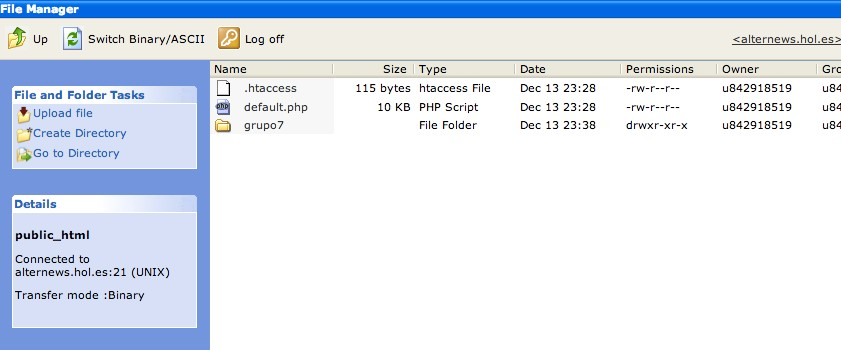 File Manager
Up Switch Binary/ASCII Log off <alternews.hol.es>
Name Size Type Date Permissions Owner Gro
.htaccess 115 bytes htaccess File Dec 13 23:28 -rw-r--r-- u842918519 u84
default.php 10 KB PHP Script Dec 13 23:28 -rw-r--r-- u842918519 u84
grupo7 File Folder Dec 13 23:38 drwxr-xr-x u842918519 u84
File and Folder Tasks
Upload file
Create Directory
Go to Directory
Details
public_html
Connected to
alternews.hol.es:21 (UNIX)
Transfer mode :Binary